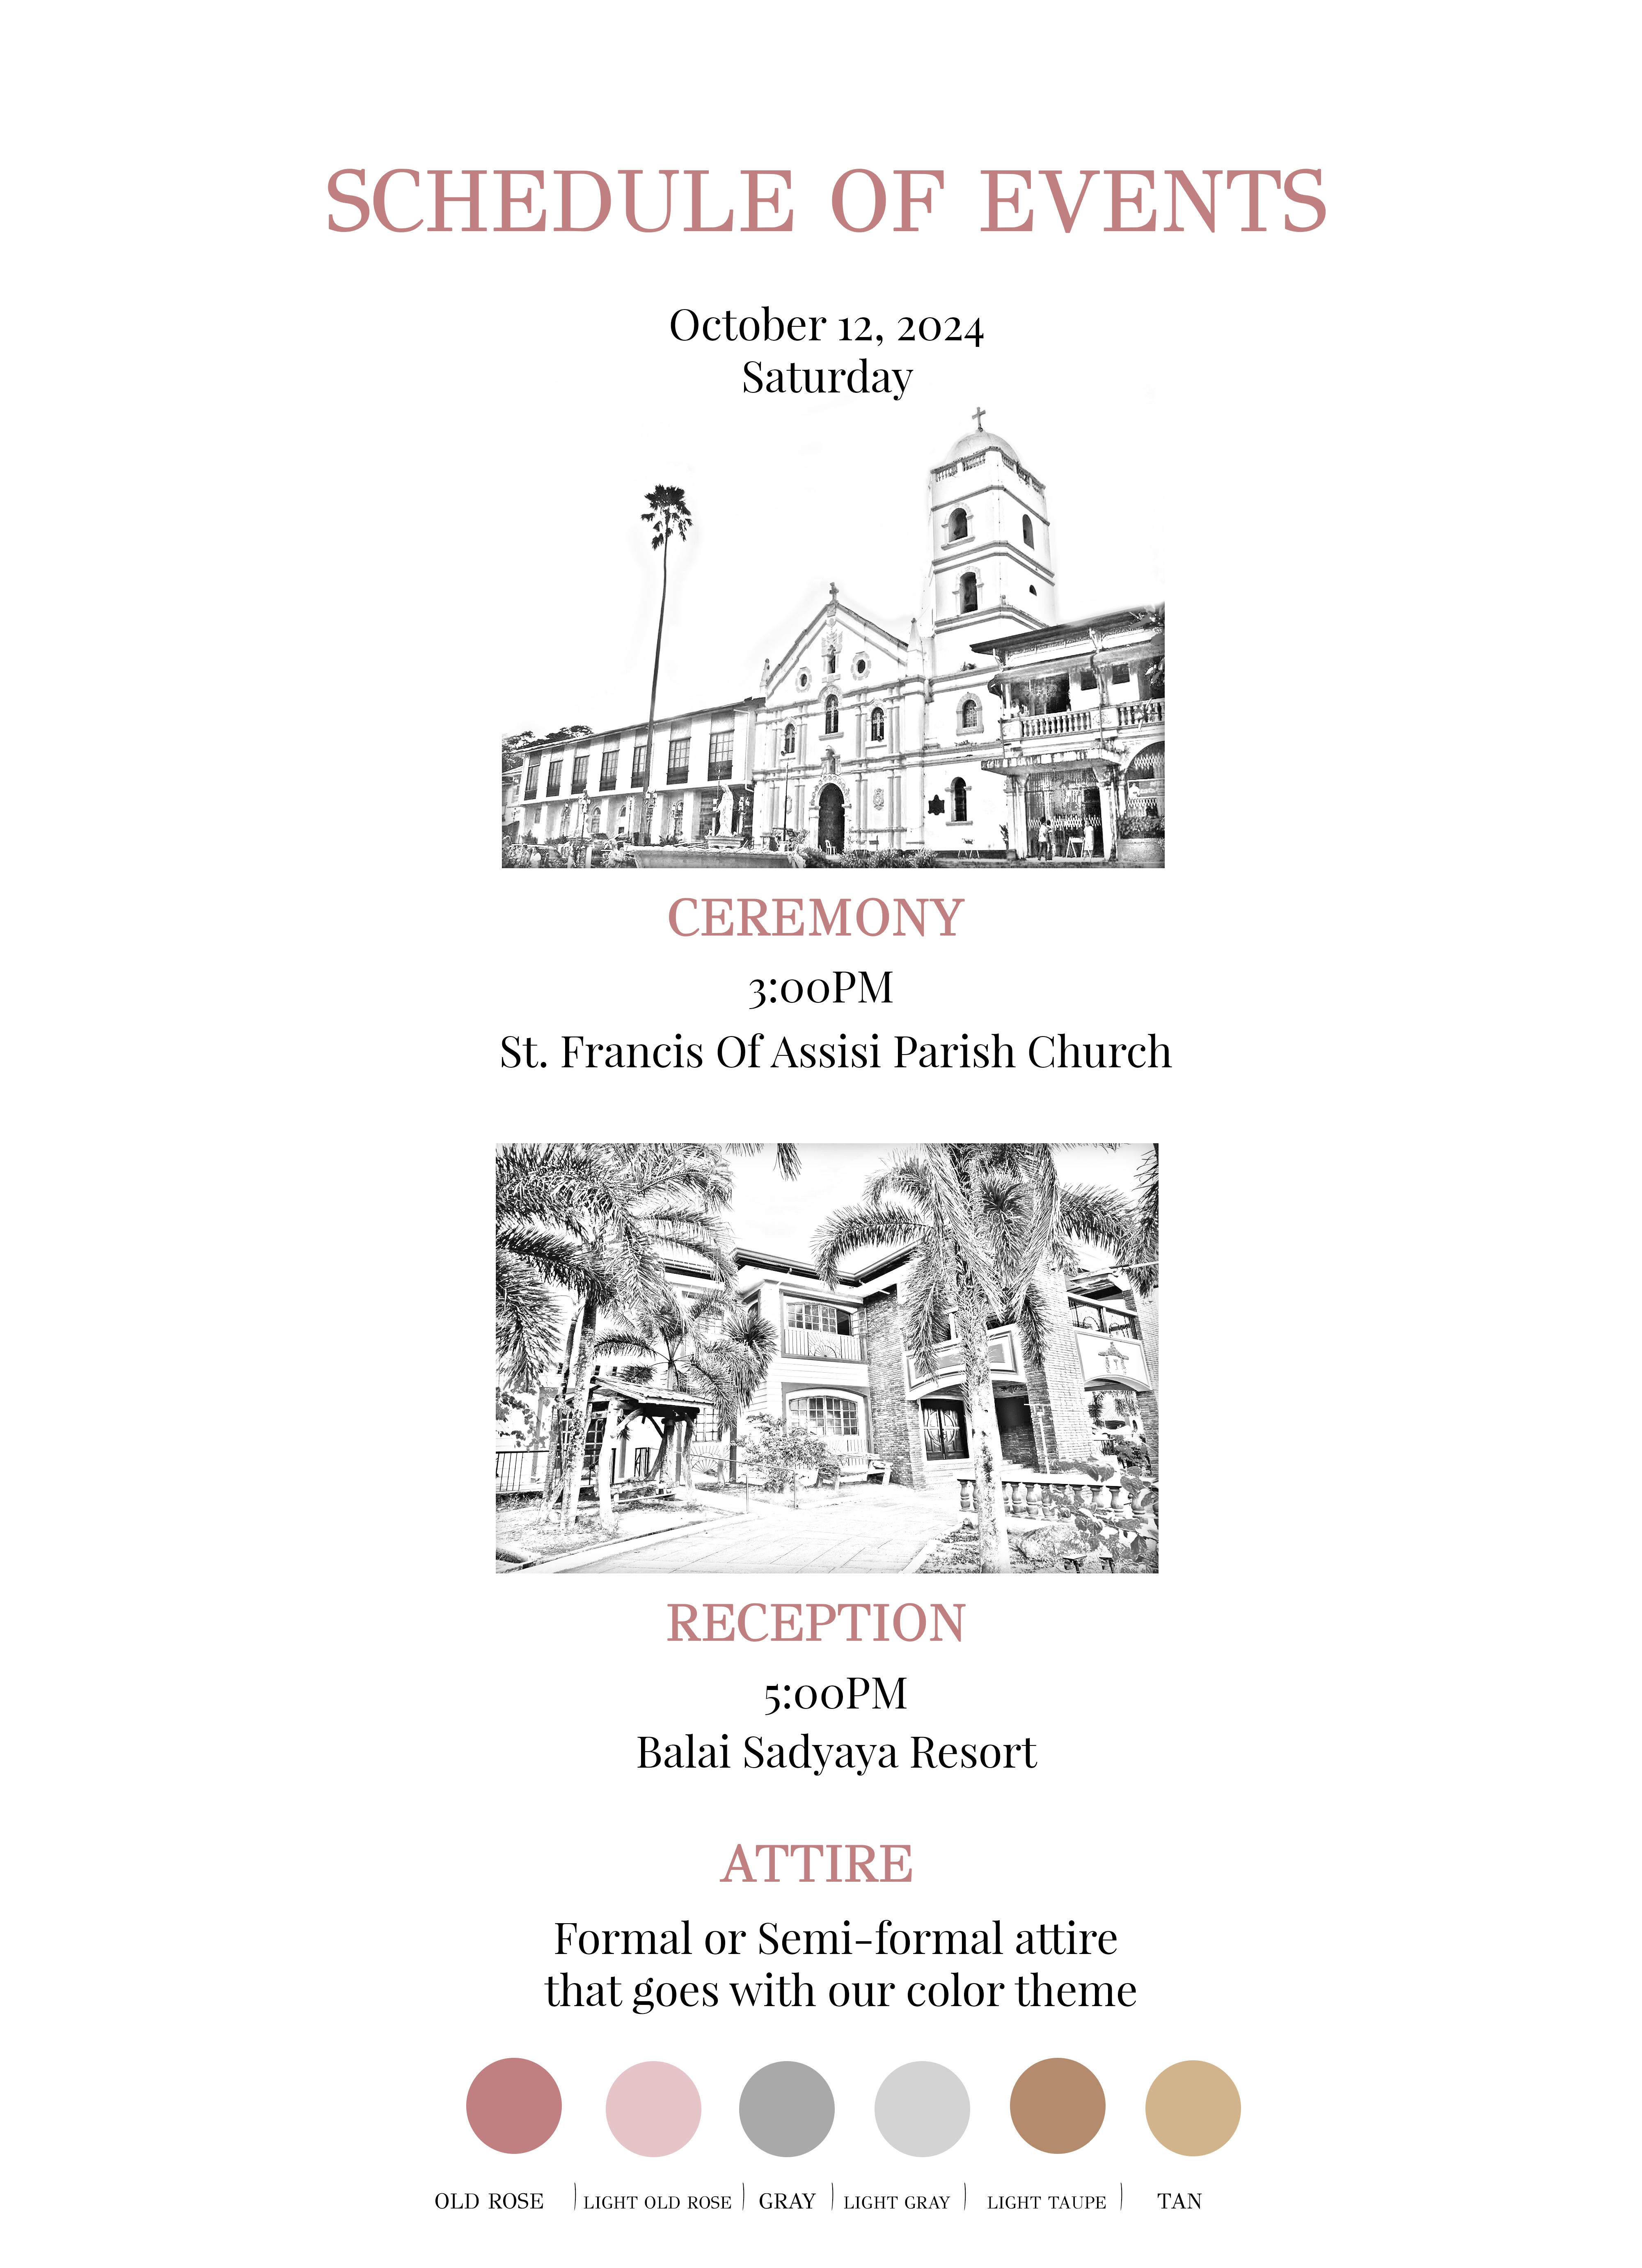 SCHEDULE OF EVENTS
October 12, 2024
Saturday
CEREMONY
3:00PM
St. Francis Of Assisi Parish Church
RECEPTION
5:00PM
Balai Sadyaya Resort
ATTIRE
Formal or Semi-formal attire
that goes with our color theme
OLD ROSE | LIGHT OLD ROSE | GRAY | LIGHT GRAY | LIGHT TAUPE | TAN